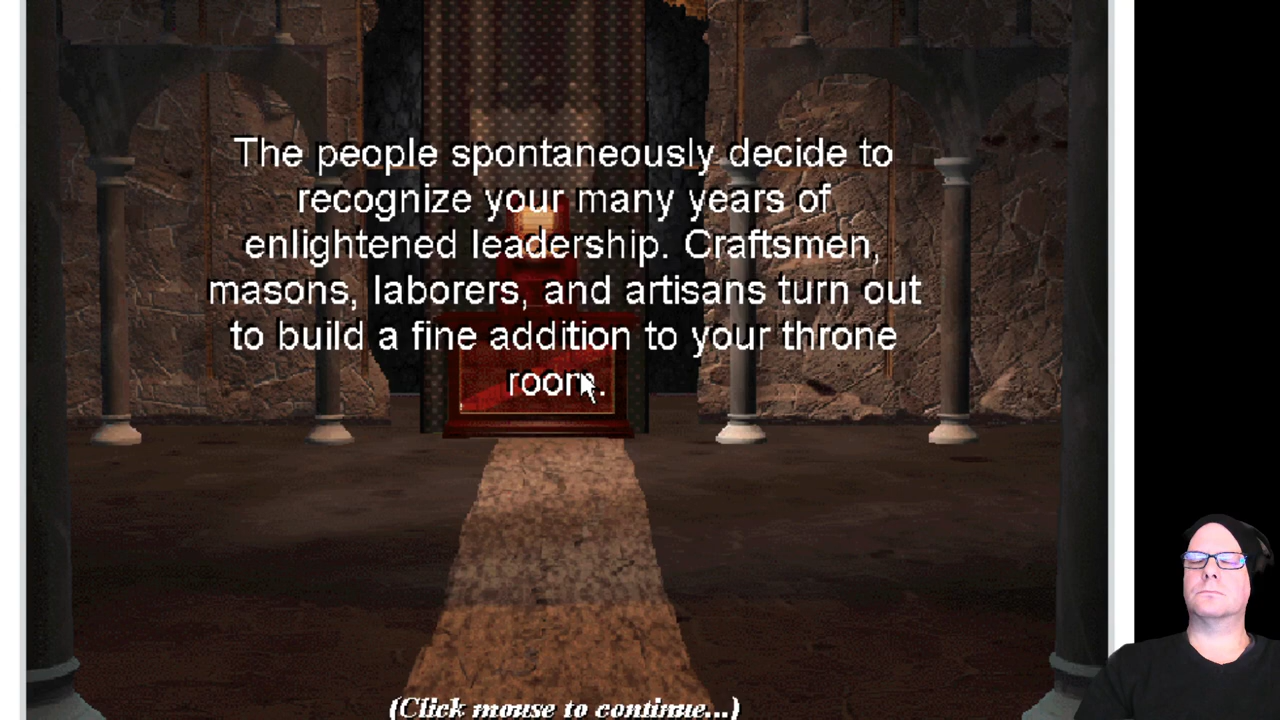 The people spontaneously decide to
recognize your many years of
enlightened leadership. Craftsmen,
masons, laborers, and artisans turn out
to build a fine addition to your throne
room.
(Click mouse to continue...)